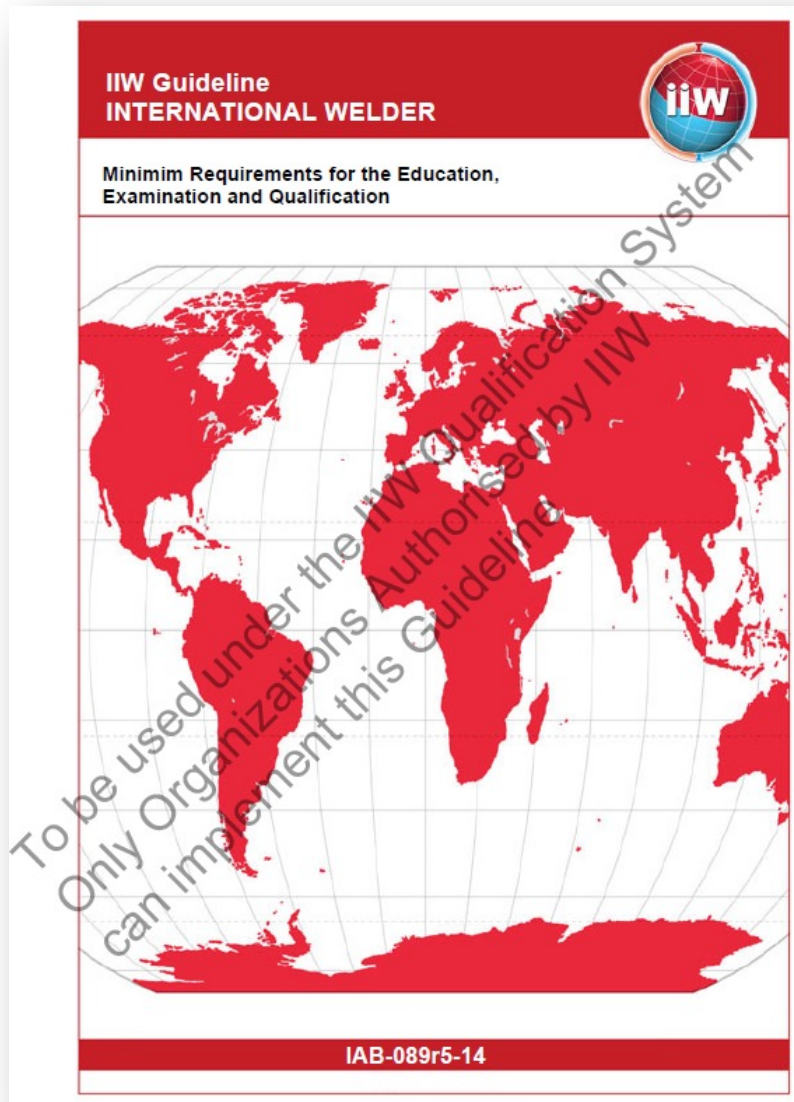 IIW Guideline
INTERNATIONAL WELDER
iiw
Minimim Requirements for the Education,
Examination and Qualification
To be used under the IIW Qualification System
Only Organizations Authorised by IIW
can implement this Guideline
IAB-089r5-14